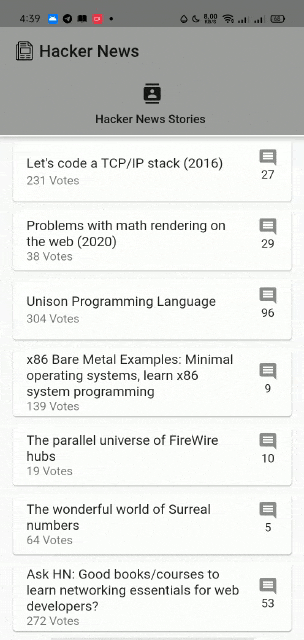 4:39
8.00
KB/S
Hacker News
Hacker News Stories
Let's code a TCP/IP stack (2016)
231 Votes
27
Problems with math rendering on
the web (2020)
38 Votes
29
Unison Programming Language
304 Votes
96
x86 Bare Metal Examples: Minimal
operating systems, learn x86
system programming
139 Votes
9
The parallel universe of FireWire
hubs
19 Votes
10
The wonderful world of Surreal
numbers
64 Votes
5
Ask HN: Good books/courses to
learn networking essentials for web
developers?
272 Votes
53